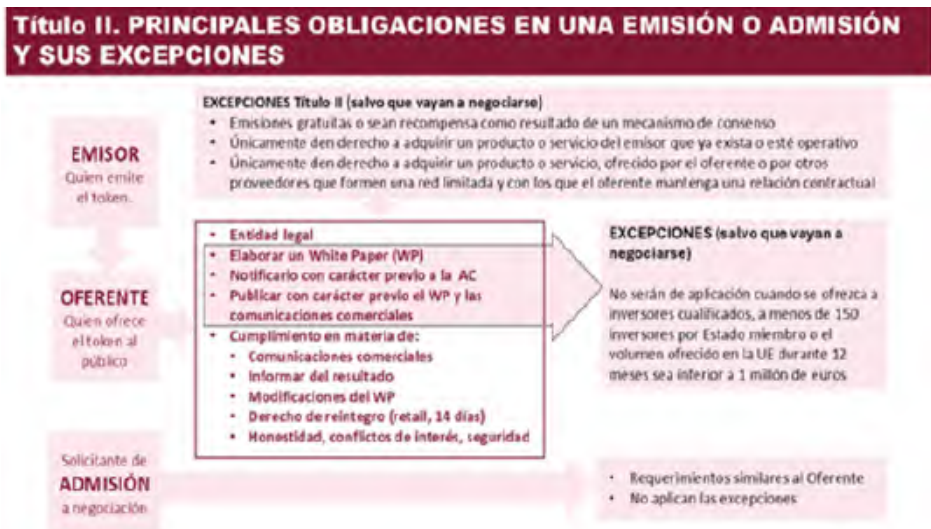 Título II. PRINCIPALES OBLIGACIONES EN UNA EMISIÓN O ADMISIÓN
Y SUS EXCEPCIONES
EXCEPCIONES Título II (salvo que vayan a negociarse)
• Emisiones gratuitas o sean recompensa como resultado de un mecanismo de consenso
• Únicamente den derecho a adquirir un producto o servicio del emisor que ya exista o esté operativo
• Únicamente den derecho a adquirir un producto o servicio, ofrecido por el oferente o por otros
proveedores que formen una red limitada y con los que el oferente mantenga una relación contractual
EMISOR
Quien emite
el token.
OFERENTE
Quien ofrece
el token al
público
• Entidad legal
• Elaborar un White Paper (WP)
• Notificarlo con carácter previo a la AC
• Publicar con carácter previo el WP y las
comunicaciones comerciales
• Cumplimiento en materia de:
• Comunicaciones comerciales
• Informar del resultado
• Modificaciones del WP
• Derecho de reintegro (retail, 14 días)
• Honestidad, conflictos de interés, seguridad
EXCEPCIONES (salvo que vayan a
negociarse)
No serán de aplicación cuando se ofrezca a
inversores cualificados, a menos de 150
inversores por Estado miembro o el
volumen ofrecido en la UE durante 12
meses sea inferior a 1 millón de euros
Solicitante de
ADMISIÓN
a negociación
• Requerimientos similares al Oferente
• No aplican las excepciones